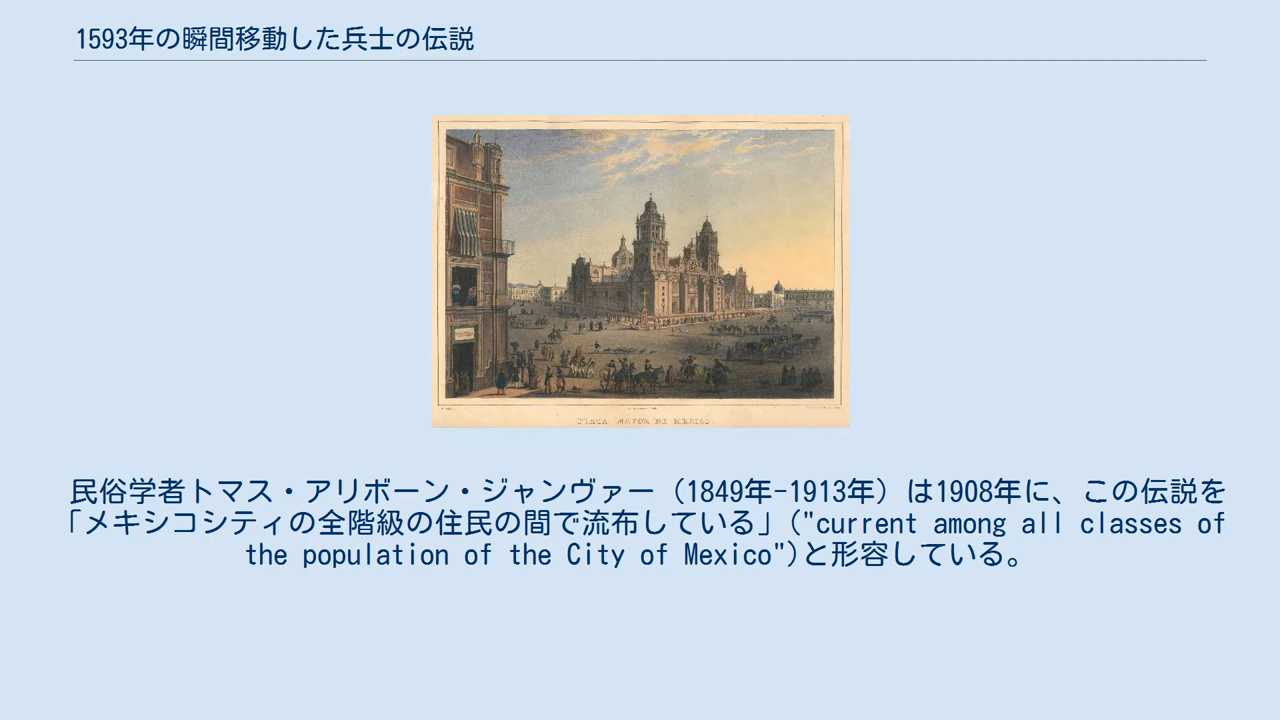 1593年の瞬間移動した兵士の伝説
PLAZA MAYOR DE MEXICO.
民俗学者トマス・アリボーン・ジャンヴァー（1849年-1913年）は1908年に、この伝説を
「メキシコシティの全階級の住民の間で流布している」("current among all classes of
the population of the City of Mexico")と形容している。